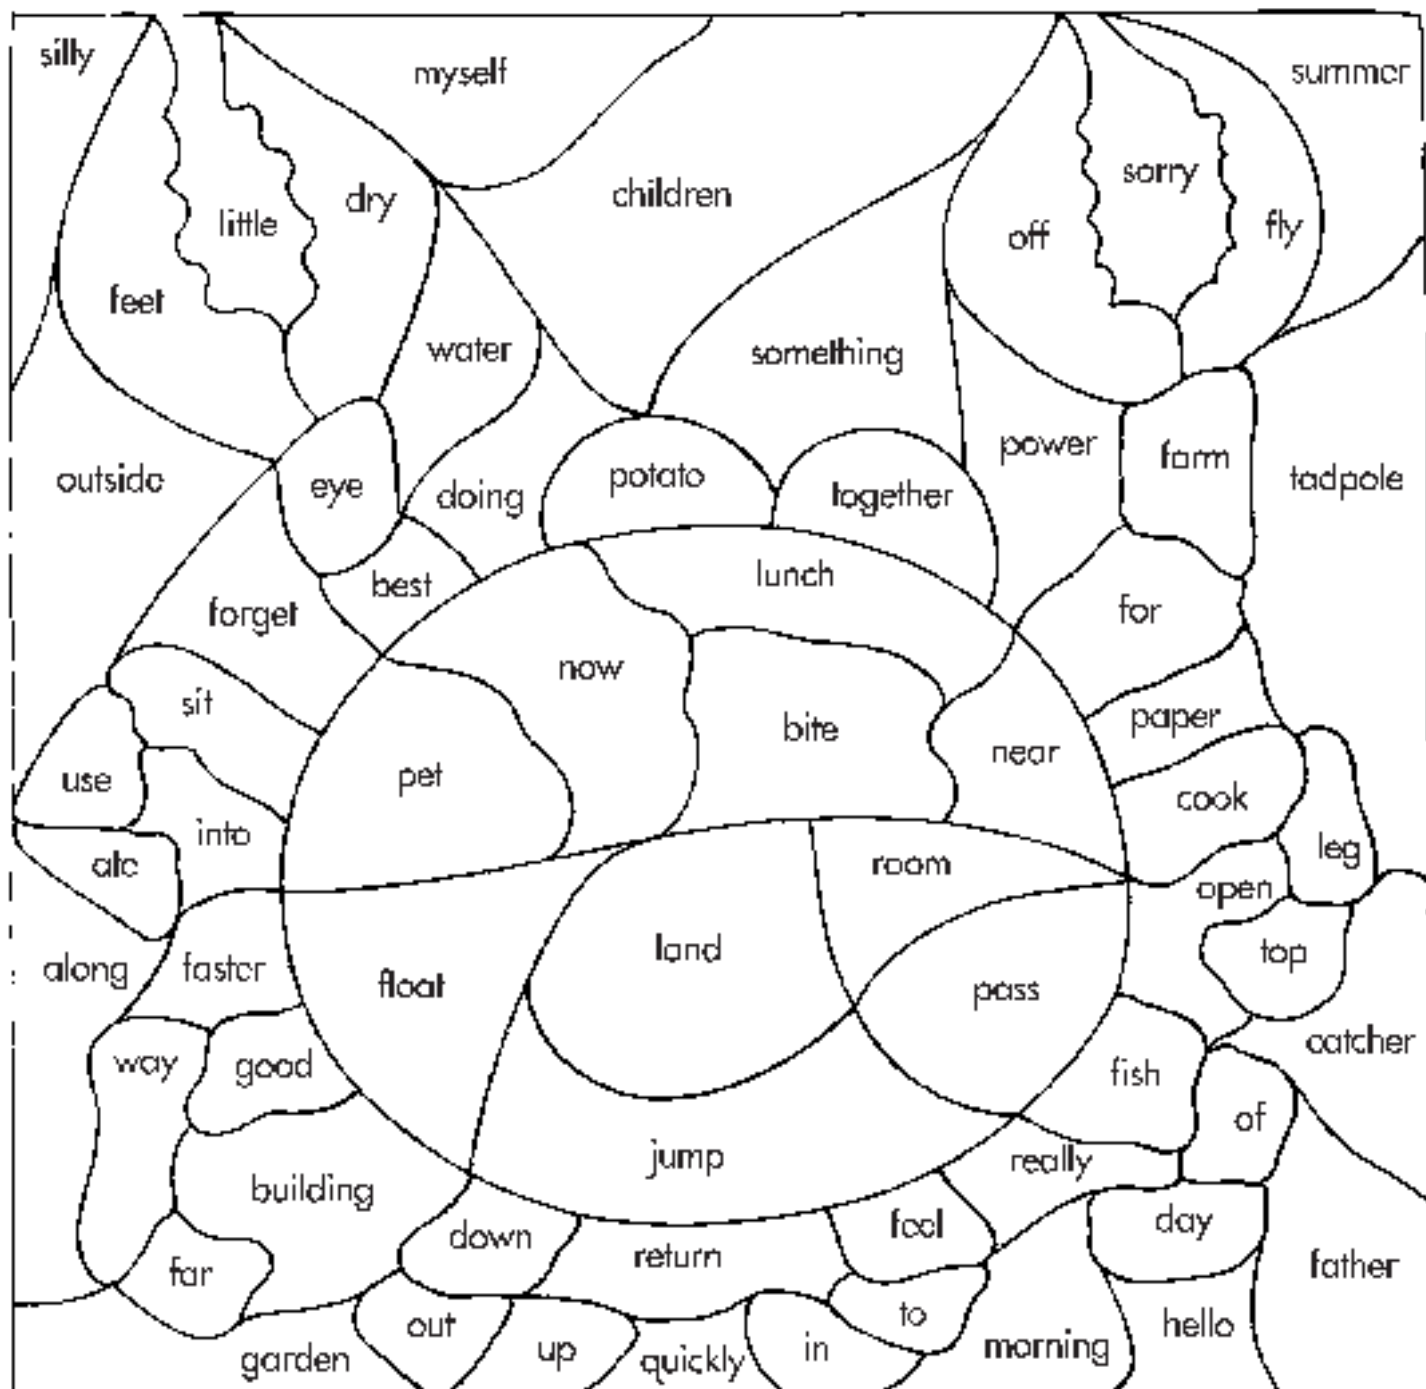 silly
myself
summer
sorry
children
dry
little
off
fly
feet
water
something
power
farm
outside
eye
doing
potato
together
tadpole
best
lunch
forget
for
now
sit
paper
bite
near
use
pet
cook
into
ate
room
leg
open
along
faster
float
land
pass
top
way
good
fish
catcher
of
jump
really
building
down
feel
day
far
return
father
out
to
hello
garden
up
quickly
in
morning